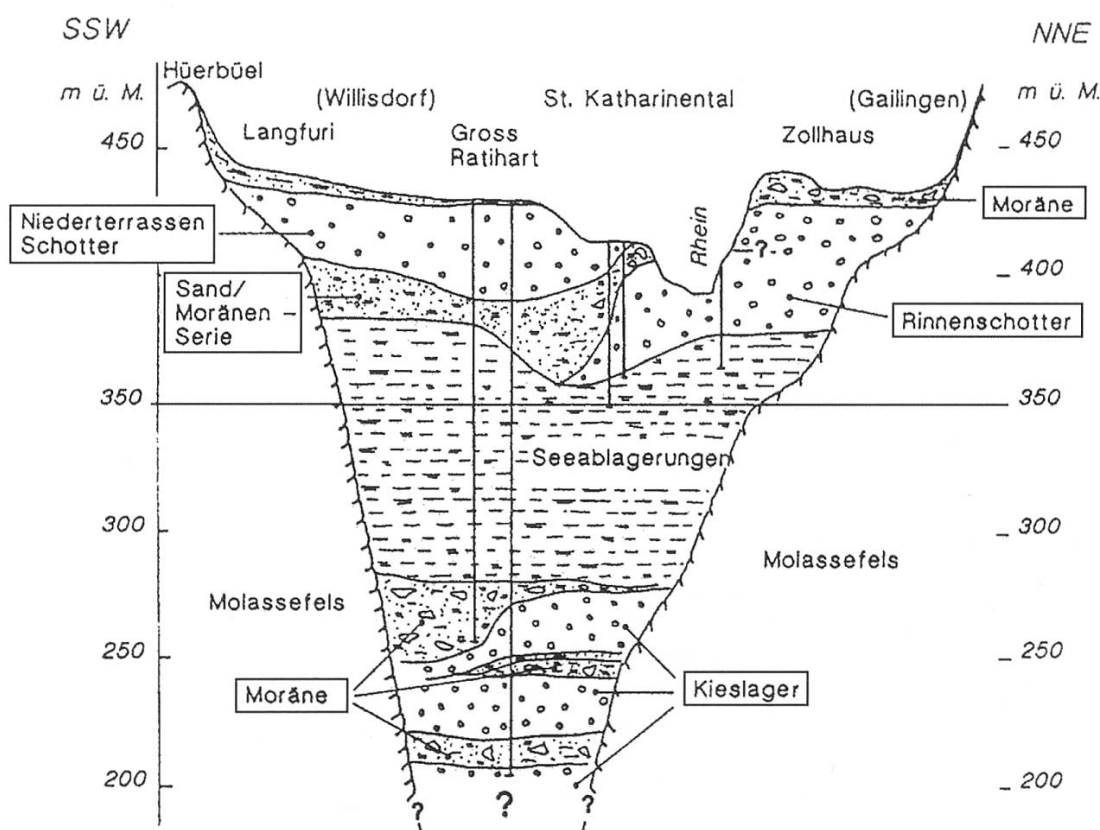 SSW
NNE
Hüerbüel
m ü. M.
(Willisdorf)
St. Katharinental
(Gailingen)
m ü. M.
450
Langfuri
Gross
Ratihart
Zollhaus
450
Moräne
Niederterrassen
Schotter
Rhein
?
400
Sand/
Moränen –
Serie
Rinnenschotter
350
350
Seeablagerungen
300
300
Molassefels
Molassefels
250
250
Moräne
Kieslager
200
200
?
?
?